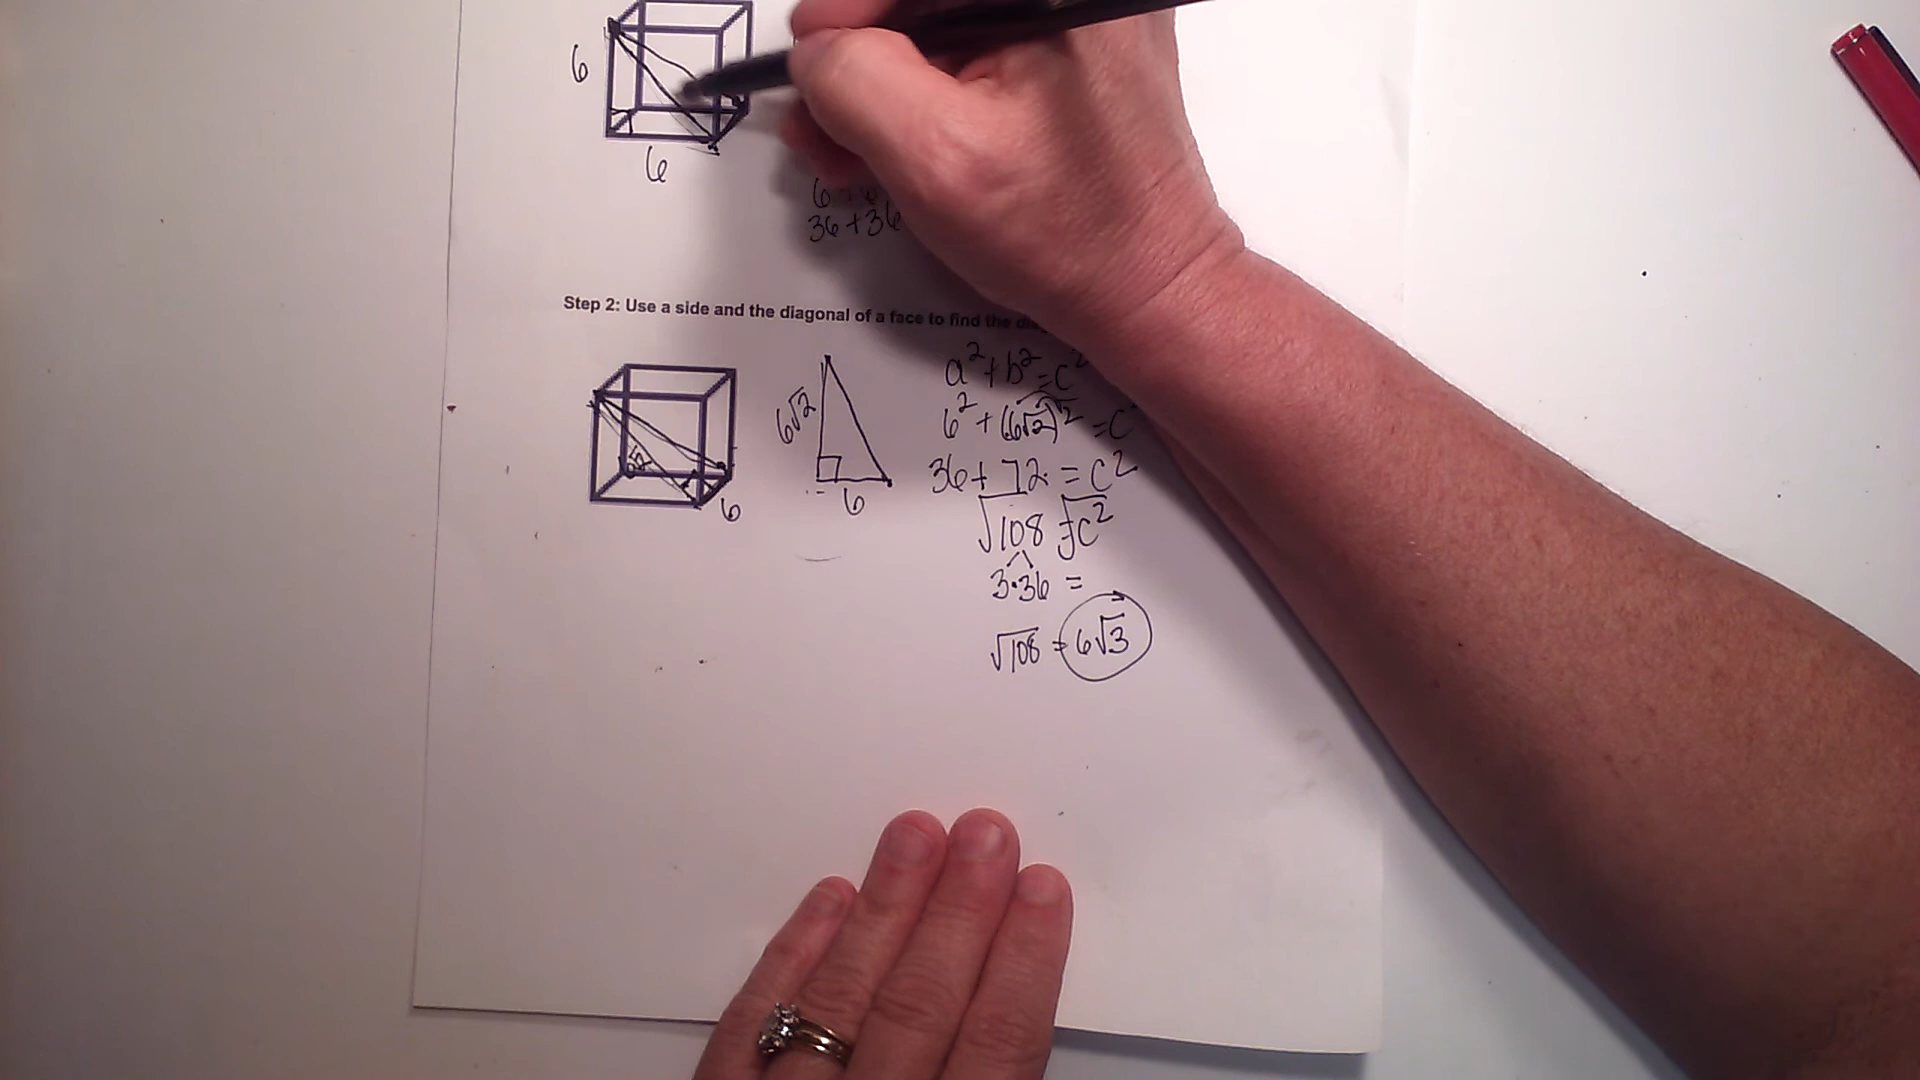 6
6
6
36+36
Step 2: Use a side and the diagonal of a face to find the
6√2
6
6
a²+b²=c²
6²+(6√2)²=c
36+72=c²
√108 √c²
3·36 =
√108 = 6√3